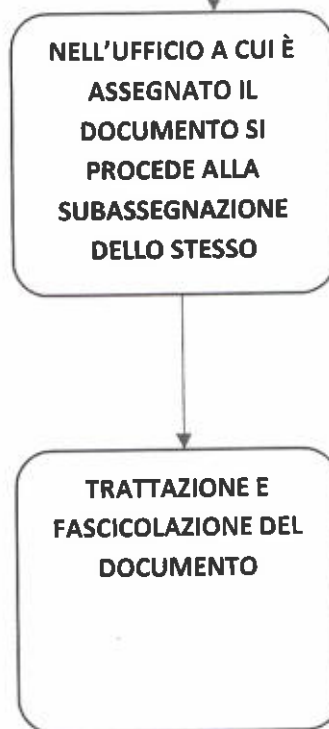 NELL'UFFICIO A CUI È
ASSEGNATO IL
DOCUMENTO SI
PROCEDE ALLA
SUBASSEGNAZIONE
DELLO STESSO
TRATTAZIONE E
FASCICOLAZIONE DEL
DOCUMENTO